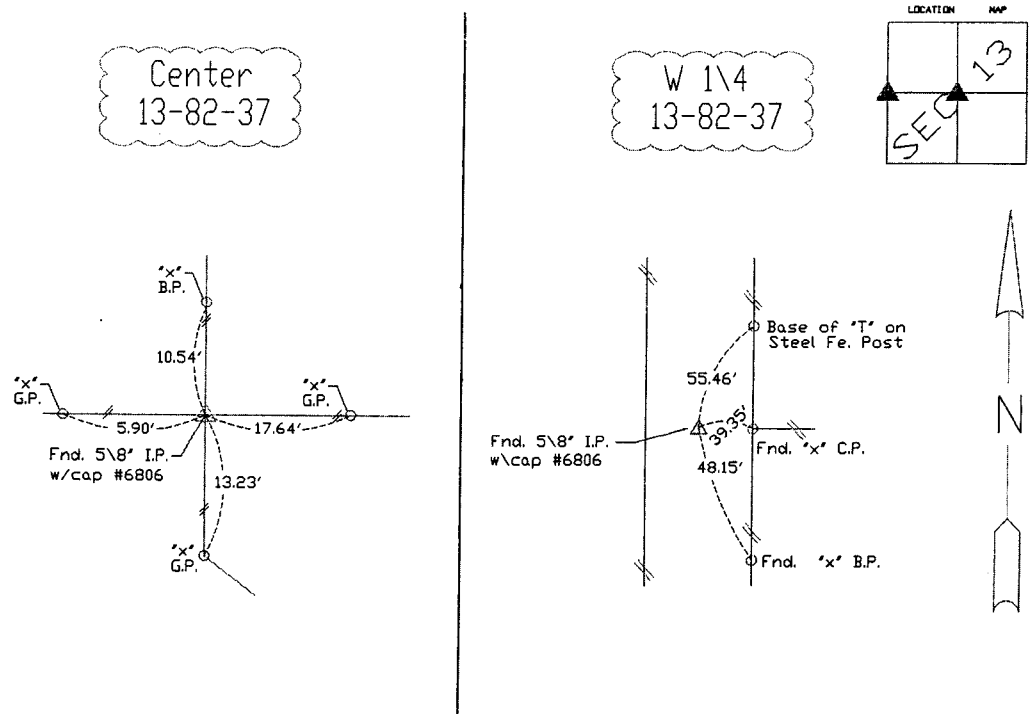 Center
13-82-37
"x"
B.P.
10.54'
"x"
G.P.
"x"
G.P.
5.90'
17.64'
Fnd. 5\8" I.P.
w/cap #6806
13.23'
"x"
G.P.
W 1\4
13-82-37
LOCATION MAP
SEC 13
Base of "T" on
Steel Fe. Post
55.46'
39.35'
Fnd. 5\8" I.P.
w\cap #6806
Fnd. "x" C.P.
48.15'
Fnd. "x" B.P.
N